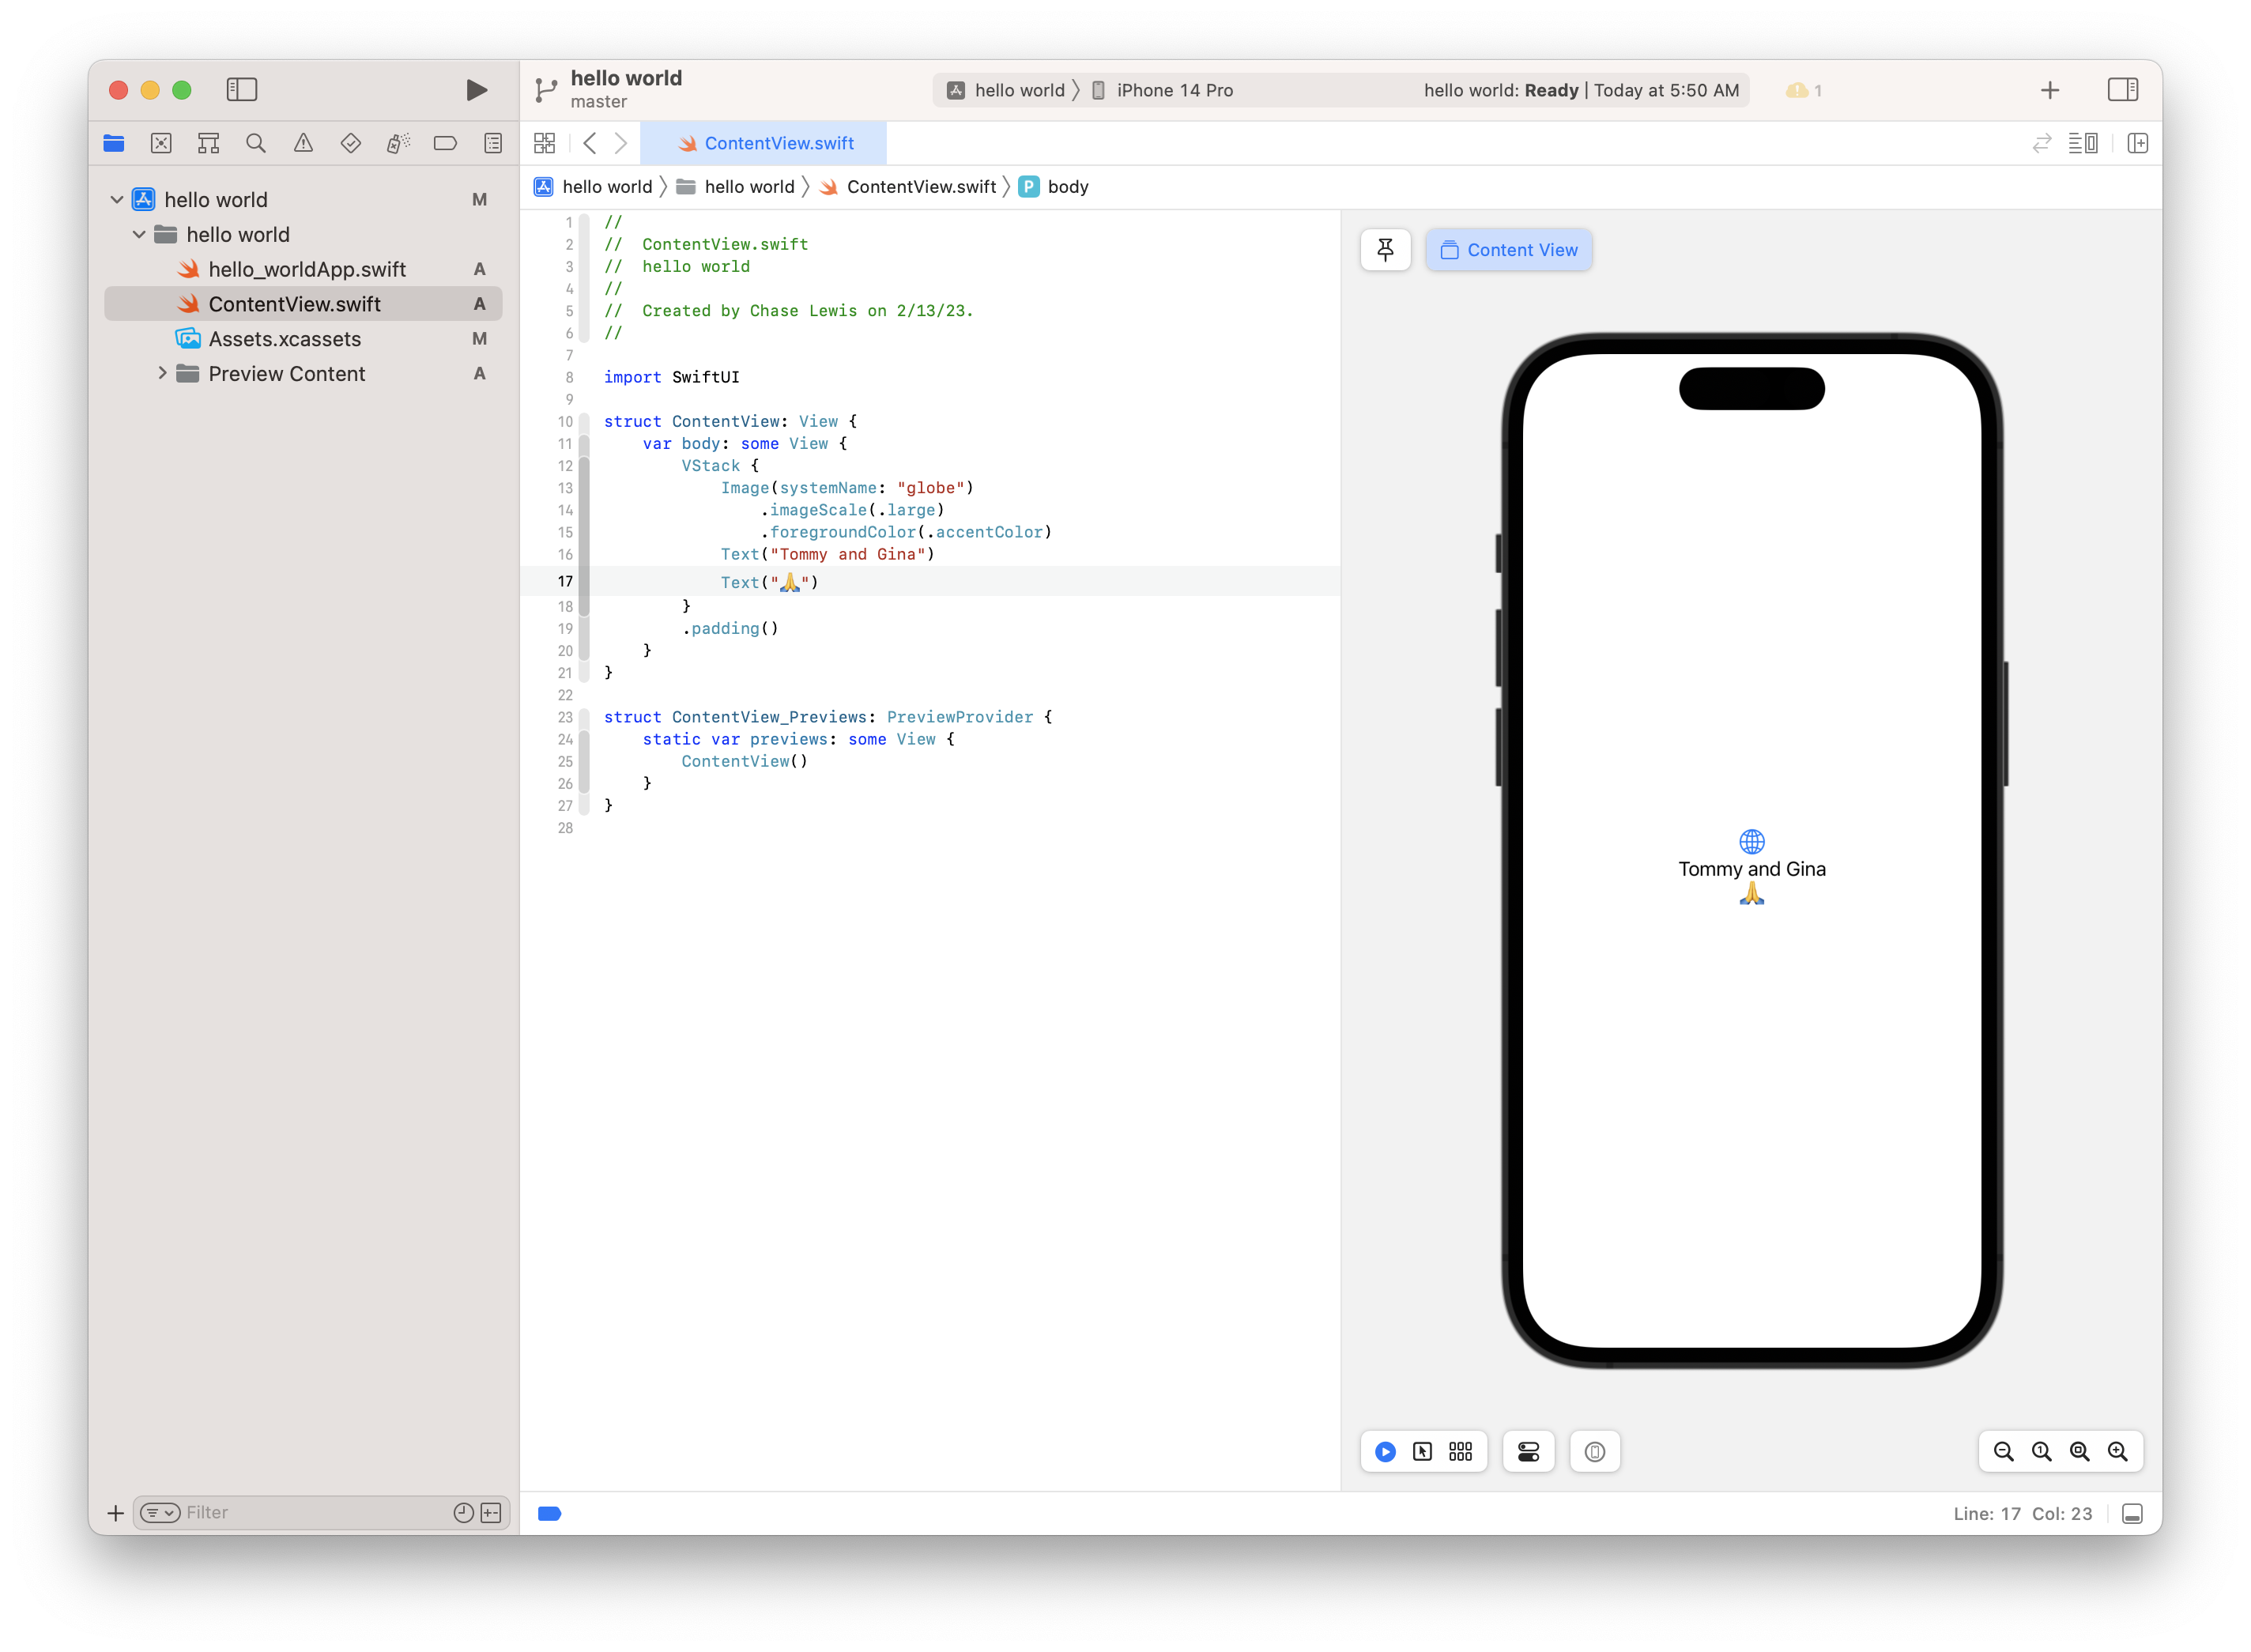 hello world
master
hello world 〉 iPhone 14 Pro
hello world: Ready | Today at 5:50 AM
1
ContentView.swift
hello world 〉 hello world 〉 ContentView.swift 〉 P body
hello world M
hello world
hello_worldApp.swift A
ContentView.swift A
Assets.xcassets M
Preview Content A
1 //
2 //  ContentView.swift
3 //  hello world
4 //
5 //  Created by Chase Lewis on 2/13/23.
6 //
7
8 import SwiftUI
9
10 struct ContentView: View {
11     var body: some View {
12         VStack {
13             Image(systemName: "globe")
14                 .imageScale(.large)
15                 .foregroundColor(.accentColor)
16             Text("Tommy and Gina")
17             Text("🙏")
18         }
19         .padding()
20     }
21 }
22
23 struct ContentView_Previews: PreviewProvider {
24     static var previews: some View {
25         ContentView()
26     }
27 }
28
Content View
Tommy and Gina
🙏
Filter
Line: 17  Col: 23